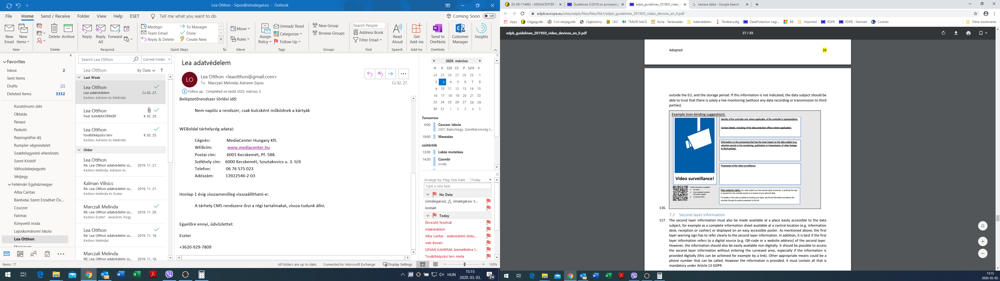 Lea Otthon - Sipos@simalegal.eu - Outlook
File Home Send / Receive Folder View Help ESET Tell me what you want to do
Coming Soon Off
New Email
New Items
New
Delete Archive
Delete
Reply Reply All Forward
Respond
Medngo
Team Email
Reply & Delete
To Manager
Done
Create New
Quick Steps
Move
Rules
Move
Assign Policy
Unread/ Read
Categorize
Follow Up
Tags
New Group
Browse Groups
Groups
Search People
Address Book
Filter Email
Find
Read Aloud
Speech
Get Add-ins
Add-ins
Send to OneNote
OneNote
Customer Manager
Insights
Favorites
Inbox 2
Sent Items
Drafts [2]
Deleted Items 3352
Kuratóriumi ülés
Oktatás
Panasz
Parkoló
Reprográfiai díj
Rumpler végrendelet
Szakfelügyeleti ellenőrzés
Szent Kristóf
Változásbejegyzés
Védjegy
Fehérvári Egyházmegye
Alba Caritas
Bánhidai Szent Erzsébet Óv...
Czuczor
Fatimai
Könyvelő iroda
Lajoskomáromi Iskola
Lea Otthon
Marianum
Search Lea Otthon Current Folder
Lea Otthon By Date
Last Week
Lea Otthon
Lea adatvédelem Cs 02. 27.
Kedves Adrienn és Melinda!
Lea Otthon
Fwd: KAMERATÉRKÉP K 02. 25.
Lea Otthon
továbbképzési terv K 02. 25.
Kedves Adrienn és Melinda!
Older
Lea Otthon
Re: Lea Otthon adatvédelmi sz... 2019. 11. 21.
Kedves Melinda, Adrienn és
Kalman Vilisics
Re: Lea Otthon adatvédelmi sz... 2019. 11. 21.
Kedves Melinda és Eszter
Marczali Melinda
RE: Lea Otthon adatvédelmi sz... 2019. 11. 20.
Kedves Eszter! Javaslom, hogy
Lea Otthon
Re: Lea Otthon adatvédelmi sz... 2019. 11. 19.
Kedves Melinda!
Marczali Melinda
RE: Lea Otthon adatvédelmi sz... 2019. 11. 18.
Lea adatvédelem
LO
Lea Otthon <leaotthon@gmail.com>
To Marczali Melinda; Adrienn Sipos
Cs 02. 27.
Follow up. Completed on kedd 2020. március 3.
Beléptetőrendszer törlési idő:
Nem naplóz a rendszer, csak kulcsként működnek a kártyák
WEBoldal tárhelycég adatai:
Cégnév: MediaCenter Hungary Kft.
WEBcím: www.mediacenter.hu
Postai cím: 6001 Kecskemét, Pf. 588.
Székhely cím: 6000 Kecskemét, Sosztakovics u. 3. II/6
Telefon: 06 76 575 023
Adószám: 13922546-2-03
Honlap 1 évig visszamenőleg visszaállítható-e:
A tárhely CMS rendszere őrzi a régi tartalmakat, vissza tudunk állni.
Egyelőre ennyi, üdvözlettel:
Eszter
+3620-929-7809
2020. március
H K SZE CS P SZO V
24 25 26 27 28 29 1
2 3 4 5 6 7 8
9 10 11 12 13 14 15
16 17 18 19 20 21 22
23 24 25 26 27 28 29
30 31 1 2 3 4 5
Tomorrow
9:00 Czuczor Iskola
2051 Biatorbágy, Szentháromság t...
19:00 Masszázs
csütörtök
13:00 Lakás mutatása
14:30 Czombi
Iroda
Arrange by: Flag: Due Date Today
Type a new task
No Date
[simalegal.eu] simalegal.eu: S...
kontakt
Today
Ébresztő fesztivál
Adatvédelem
Alba Caritas - adatvédelmi doku...
web Bowen
[SPAM] KAMERÁK üzemeltetése I...
Továbbképzési terv minta
Items: 17 All folders are up to date. Connected to: Microsoft Exchange Display Settings 100%
HUN 15:15
2020. 03. 03. 24
03-09-114492 - MEDIACENTER H
Guidelines 3/2019 on processing
edpb_guidelines_201903_video_d
kamera tábla - Google Search
edpb.europa.eu/sites/edpb/files/files/file1/edpb_guidelines_201903_video_devices_en_0.pdf
Apps Cégjegyzék Civil névjegyzék Cégközlöny LEO TEÁOR-NACE Kúria - Tanácsadás Adatvédelem Tevékenység DataProtection Legi... BB Imported EDPB EDPB - Nemzeti Cookies Other bookmarks
edpb_guidelines_201903_video_devices_en_0.pdf 27 / 33
Adopted 26
outside the EU, and the storage period. If this information is not indicated, the data subject should be
able to trust that there is solely a live monitoring (without any data recording or transmission to third
parties).
Example (non-binding suggestion):
Video surveillance!
Identity of the controller and, where applicable, of the controller's representative:
Contact details, including of the data protection officer (where applicable):
Information on the processing that has the most impact on the data subject (e.g.
retention period or live monitoring, publication or transmission of video footage
to third parties):
Purpose(s) of the video surveillance:
Further information is available:
via notice
at our reception/ customer
information/ register
via internet (URL)...
Data subjects rights: As a data subject you have several rights to exercise, in particular the right
to request from the controller access to or erasure of your personal data.
For details on this video surveillance including your rights, see the full information provided by the
controller through the options presented on the left.
116.
7.2 Second layer information
117. The second layer information must also be made available at a place easily accessible to the data
subject, for example as a complete information sheet available at a central location (e.g. information
desk, reception or cashier) or displayed on an easy accessible poster. As mentioned above, the first
layer warning sign has to refer clearly to the second layer information. In addition, it is best if the first
layer information refers to a digital source (e.g. QR-code or a website address) of the second layer.
However, the information should also be easily available non-digitally. It should be possible to access
the second layer information without entering the surveyed area, especially if the information is
provided digitally (this can be achieved for example by a link). Other appropriate means could be a
phone number that can be called. However the information is provided, it must contain all that is
mandatory under Article 13 GDPR.
15:15
2020. 03. 03.